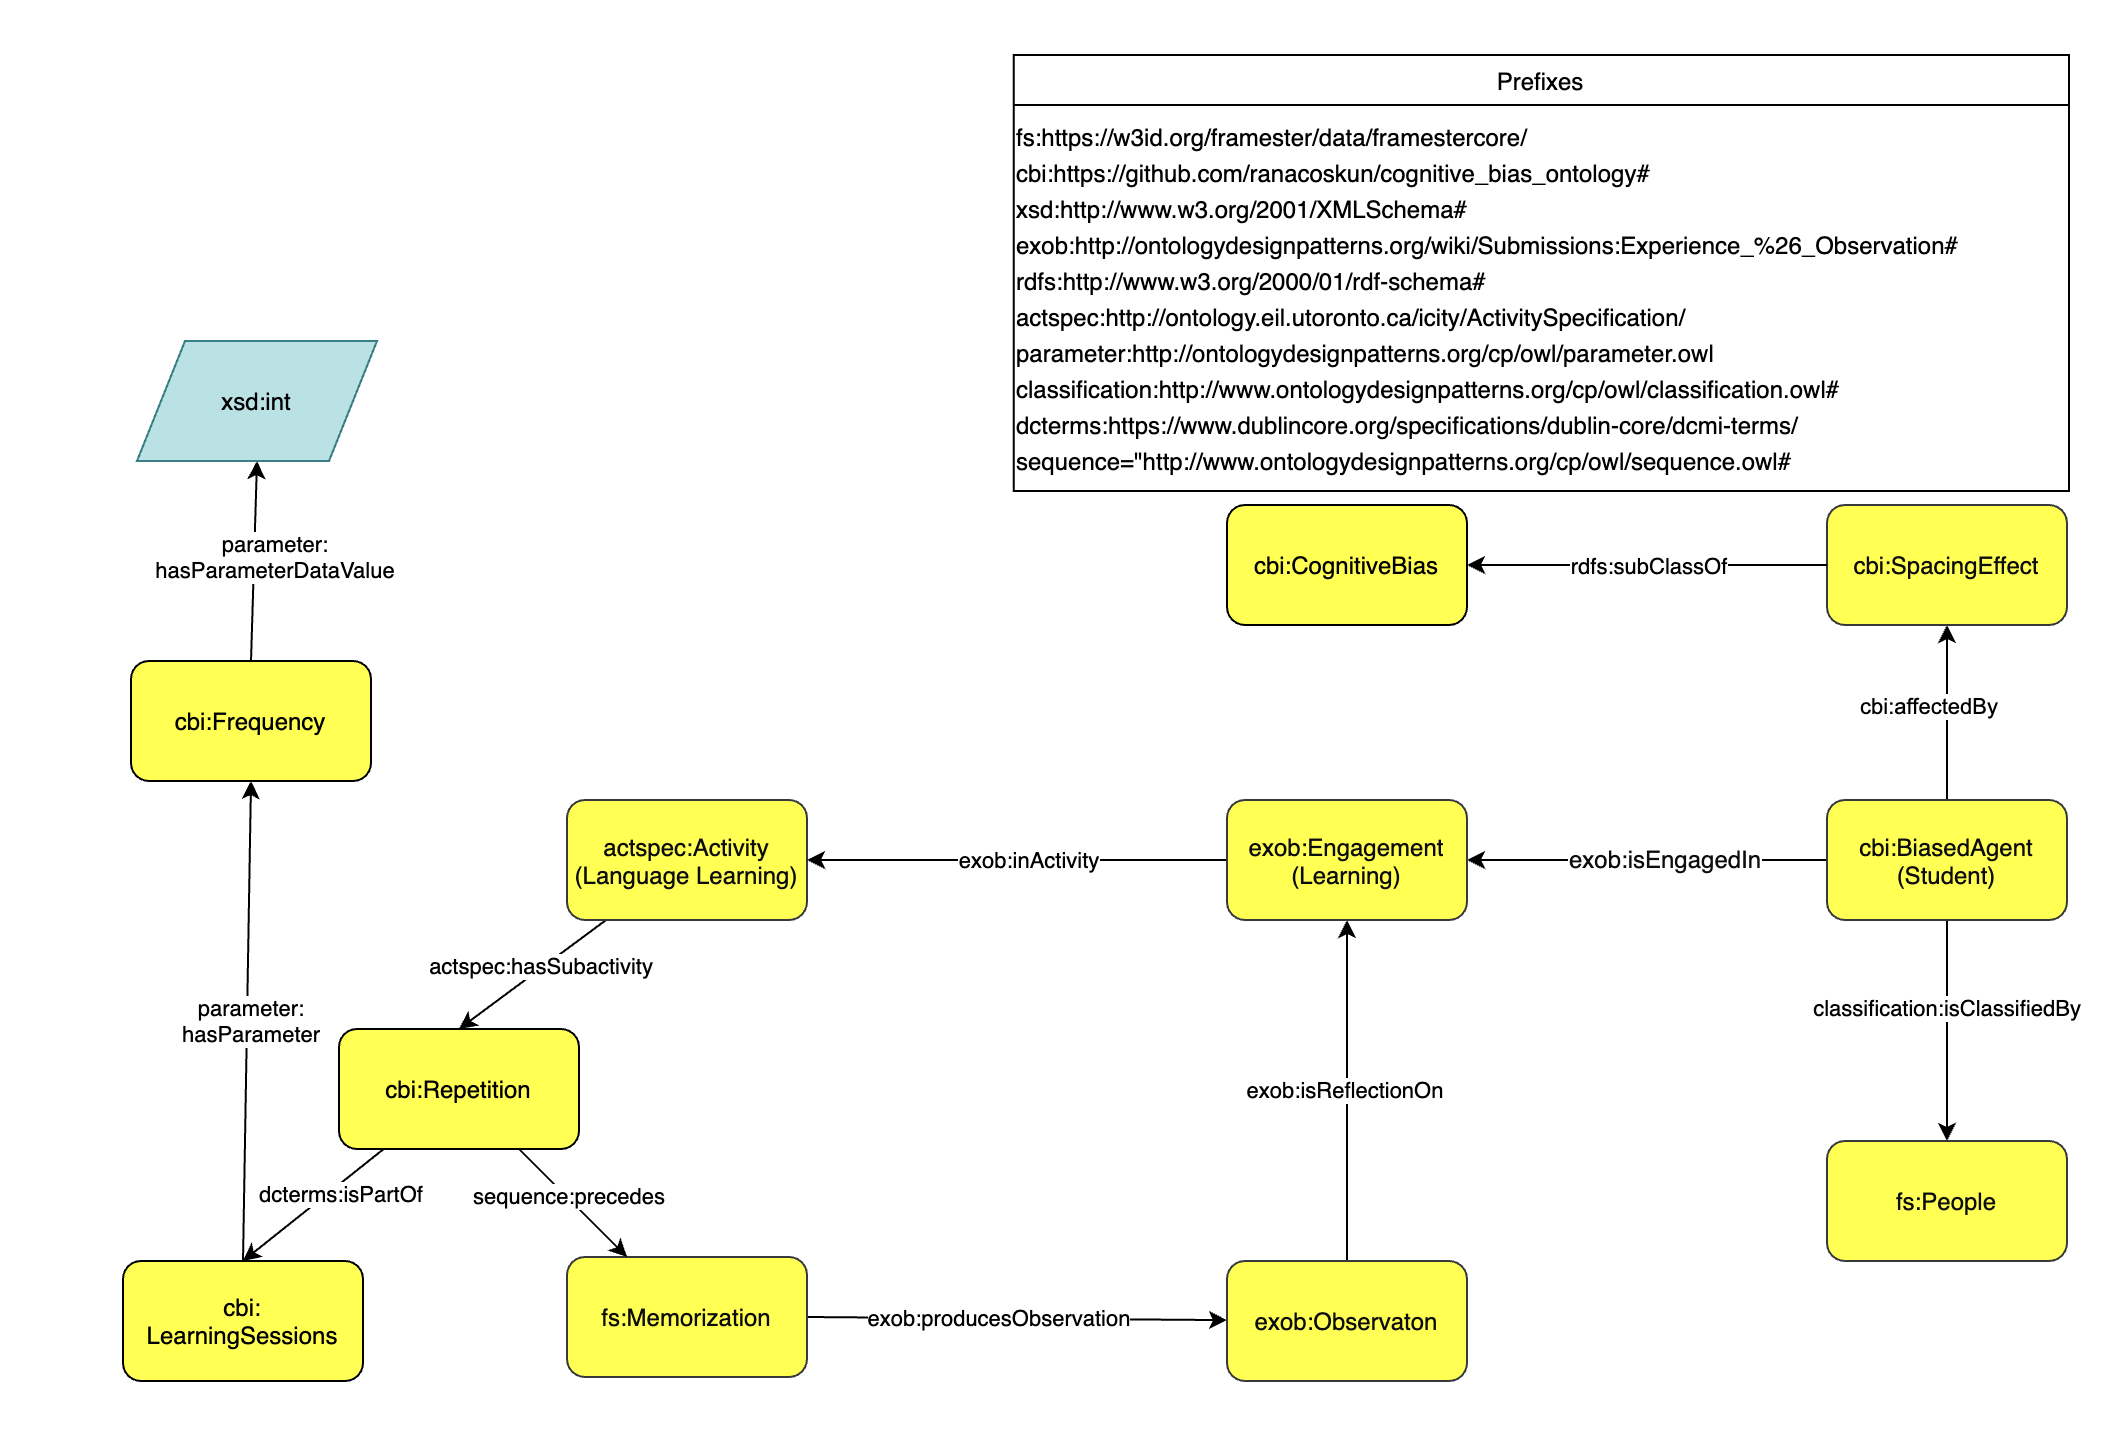 Prefixes
fs:https://w3id.org/framester/data/framestercore/
cbi:https://github.com/ranacoskun/cognitive_bias_ontology#
xsd:http://www.w3.org/2001/XMLSchema#
exob:http://ontologydesignpatterns.org/wiki/Submissions:Experience_%26_Observation#
rdfs:http://www.w3.org/2000/01/rdf-schema#
actspec:http://ontology.eil.utoronto.ca/icity/ActivitySpecification/
parameter:http://ontologydesignpatterns.org/cp/owl/parameter.owl
classification:http://www.ontologydesignpatterns.org/cp/owl/classification.owl#
dcterms:https://www.dublincore.org/specifications/dublin-core/dcmi-terms/
sequence="http://www.ontologydesignpatterns.org/cp/owl/sequence.owl#
xsd:int
parameter:
hasParameterDataValue
cbi:CognitiveBias
rdfs:subClassOf
cbi:SpacingEffect
cbi:Frequency
cbi:affectedBy
actspec:Activity
(Language Learning)
exob:inActivity
exob:Engagement
(Learning)
exob:isEngagedIn
cbi:BiasedAgent
(Student)
actspec:hasSubactivity
parameter:
hasParameter
classification:isClassifiedBy
cbi:Repetition
exob:isReflectionOn
dcterms:isPartOf
sequence:precedes
fs:People
cbi:
LearningSessions
fs:Memorization
exob:producesObservation
exob:Observaton